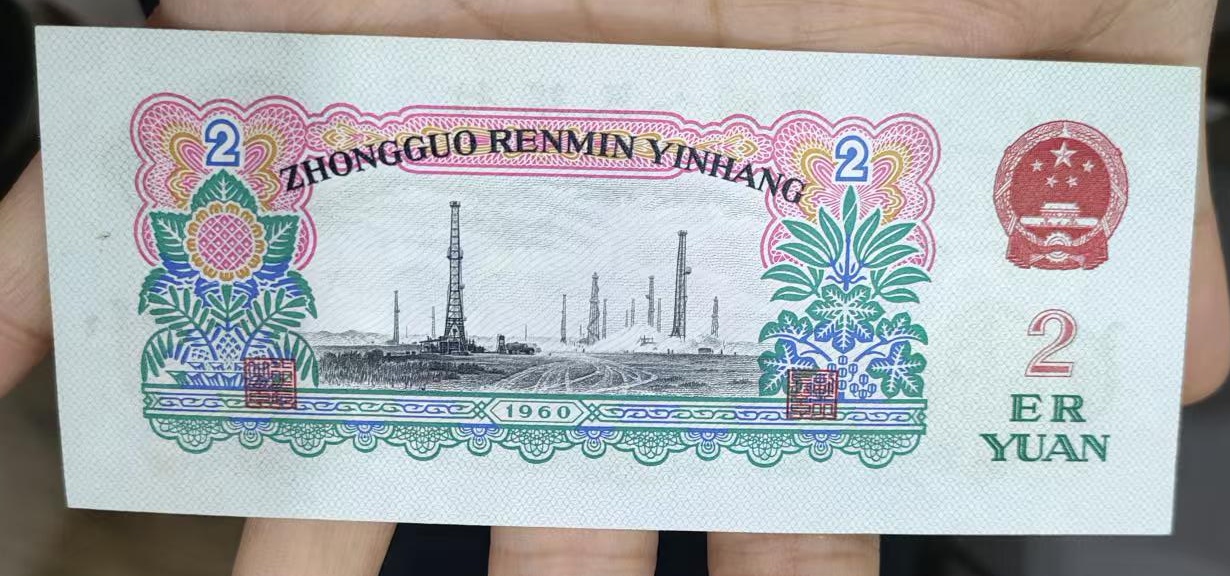 2
ZHONGGUO RENMIN YINHANG
2
1960
2
ER
YUAN